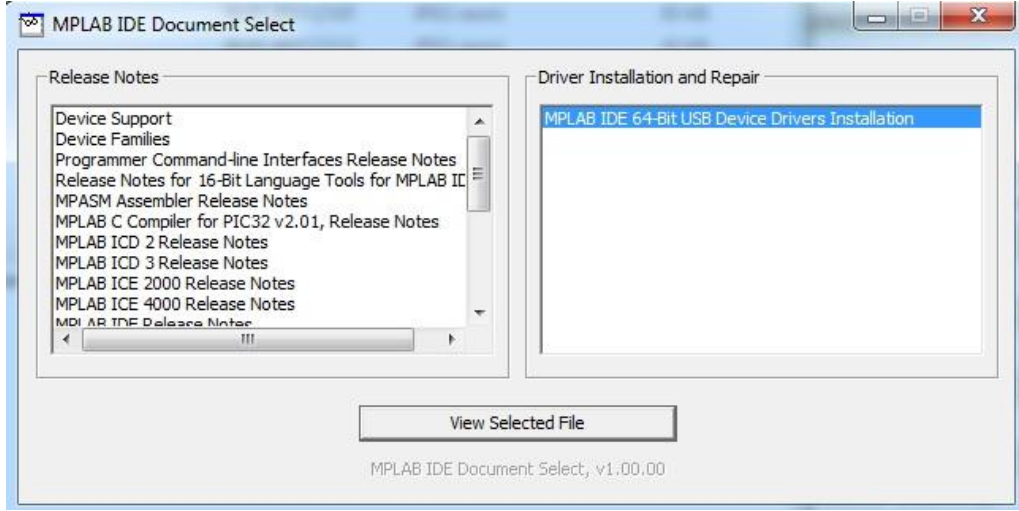 MPLAB IDE Document Select
Release Notes
Device Support
Device Families
Programmer Command-line Interfaces Release Notes
Release Notes for 16-Bit Language Tools for MPLAB ID
MPASM Assembler Release Notes
MPLAB C Compiler for PIC32 v2.01, Release Notes
MPLAB ICD 2 Release Notes
MPLAB ICD 3 Release Notes
MPLAB ICE 2000 Release Notes
MPLAB ICE 4000 Release Notes
MPLAB IDE Release Notes
Driver Installation and Repair
MPLAB IDE 64-Bit USB Device Drivers Installation
View Selected File
MPLAB IDE Document Select, v1.00.00